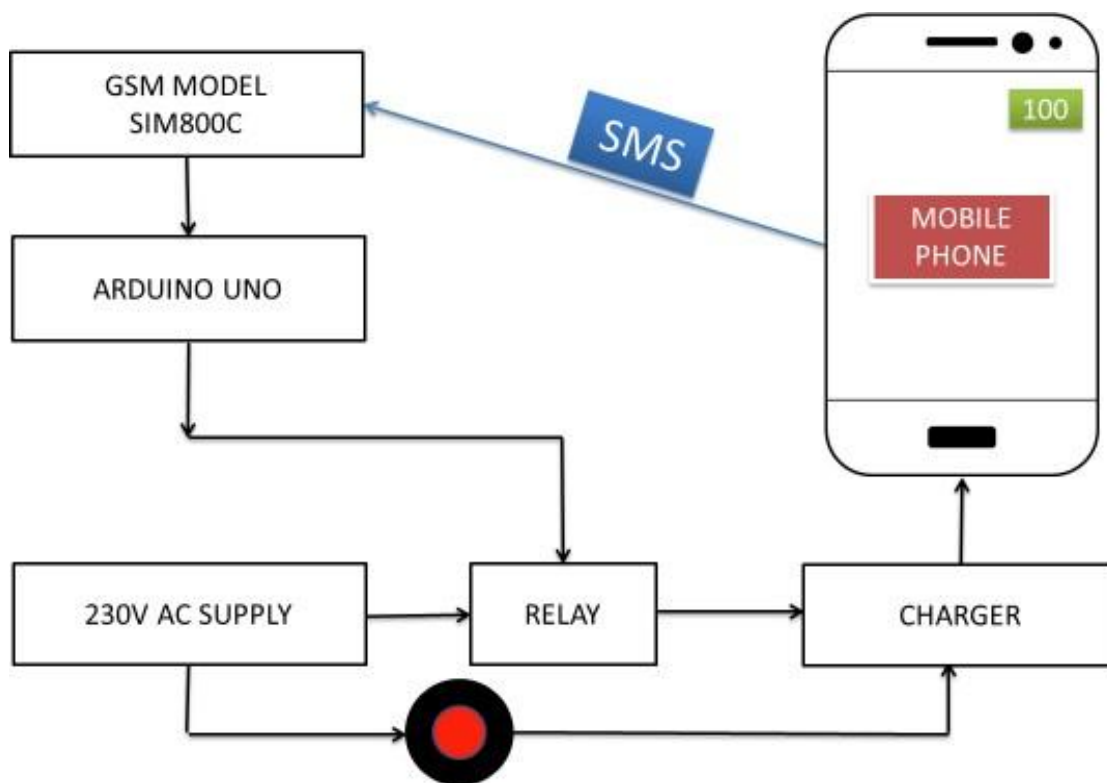 GSM MODEL
SIM800C
SMS
100
MOBILE
PHONE
ARDUINO UNO
230V AC SUPPLY
RELAY
CHARGER